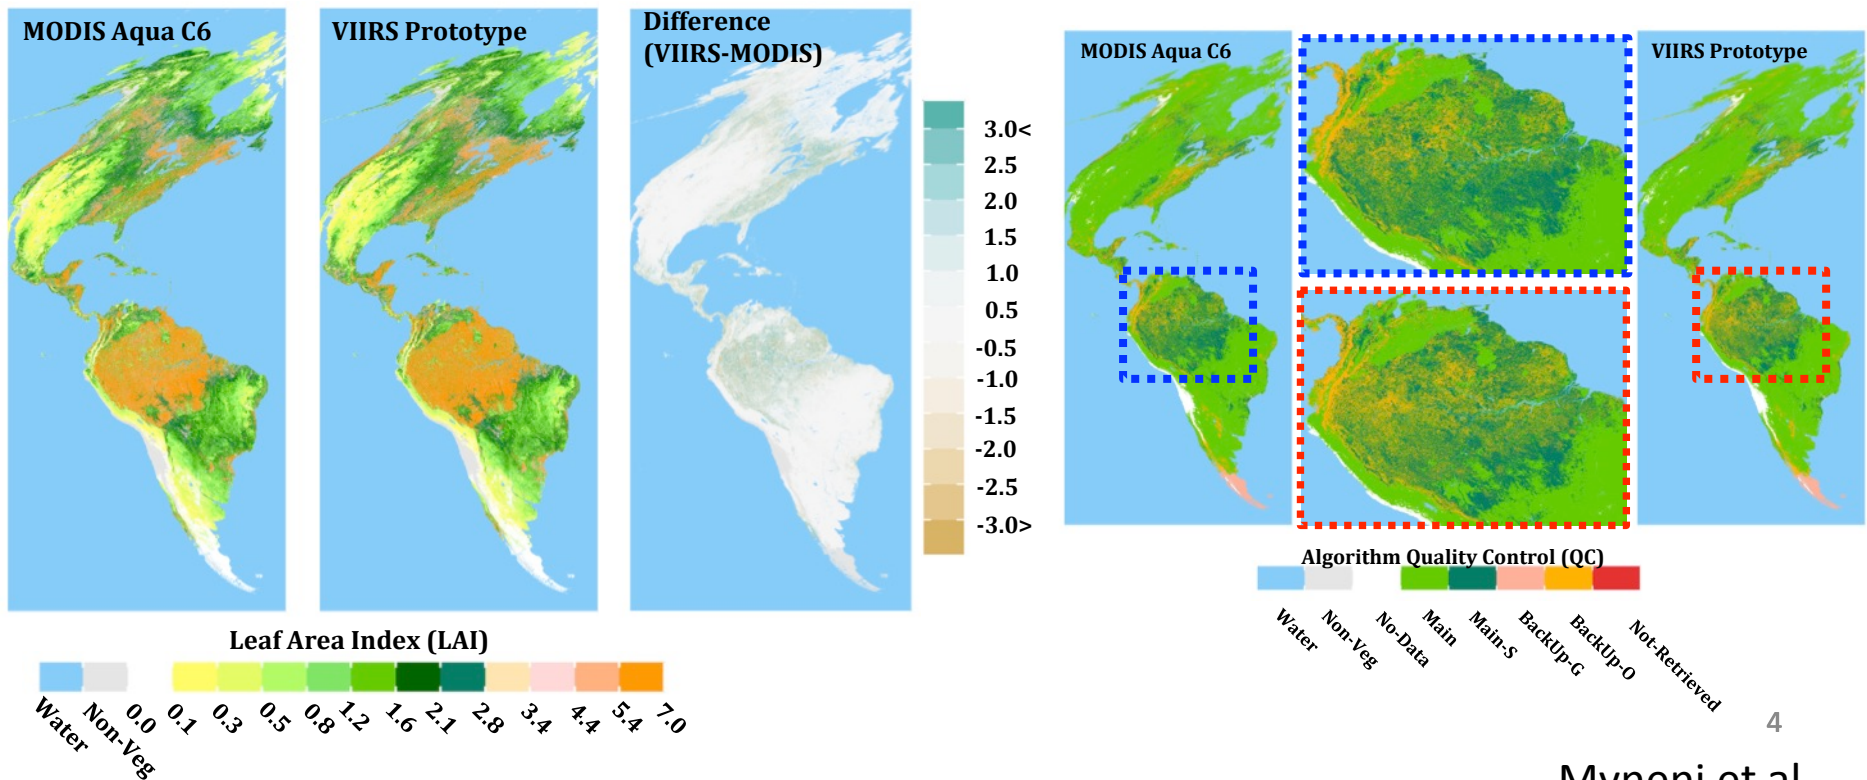 MODIS Aqua C6
VIIRS Prototype
Difference
(VIIRS-MODIS)
3.0<
2.5
2.0
1.5
1.0
0.5
-0.5
-1.0
-1.5
-2.0
-2.5
-3.0>
Leaf Area Index (LAI)
Water
Non-Veg
0.0
0.1
0.3
0.5
0.8
1.2
1.6
2.1
2.8
3.4
4.4
5.4
7.0
MODIS Aqua C6
VIIRS Prototype
Algorithm Quality Control (QC)
Water
Non-Veg
No-Data
Main
Main-S
BackUp-G
BackUp-O
Not-Retrieved
4
Myneni et al